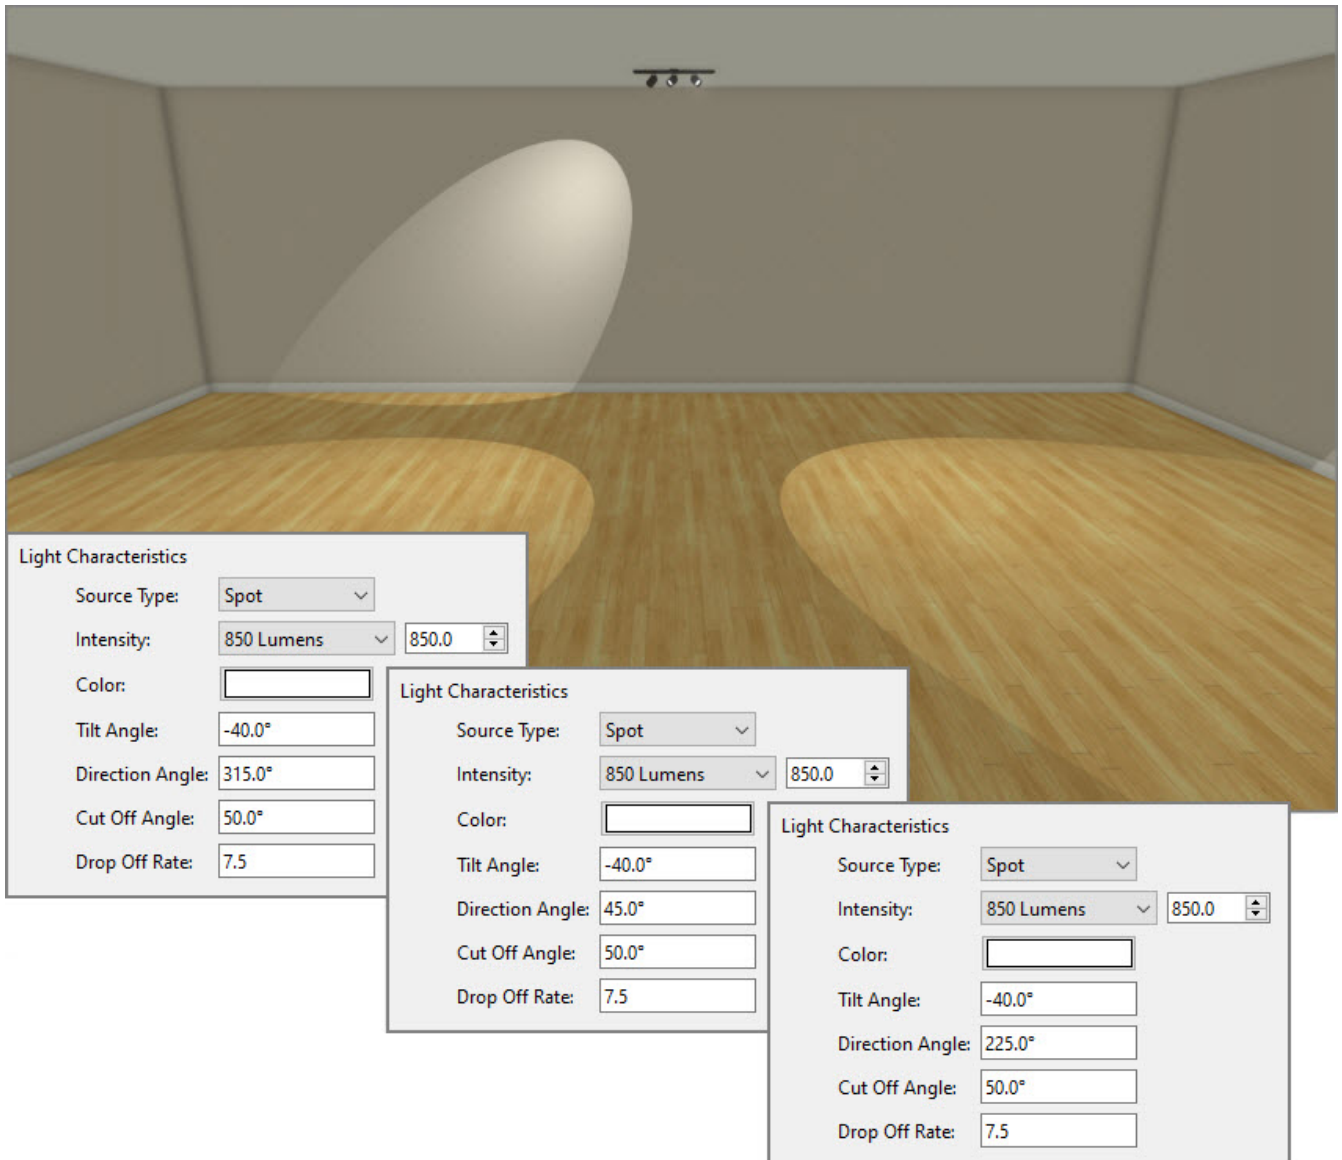 Light Characteristics
Source Type: Spot
Intensity: 850 Lumens 850.0
Color:
Tilt Angle: -40.0°
Direction Angle: 315.0°
Cut Off Angle: 50.0°
Drop Off Rate: 7.5
Light Characteristics
Source Type: Spot
Intensity: 850 Lumens 850.0
Color:
Tilt Angle: -40.0°
Direction Angle: 45.0°
Cut Off Angle: 50.0°
Drop Off Rate: 7.5
Light Characteristics
Source Type: Spot
Intensity: 850 Lumens 850.0
Color:
Tilt Angle: -40.0°
Direction Angle: 225.0°
Cut Off Angle: 50.0°
Drop Off Rate: 7.5